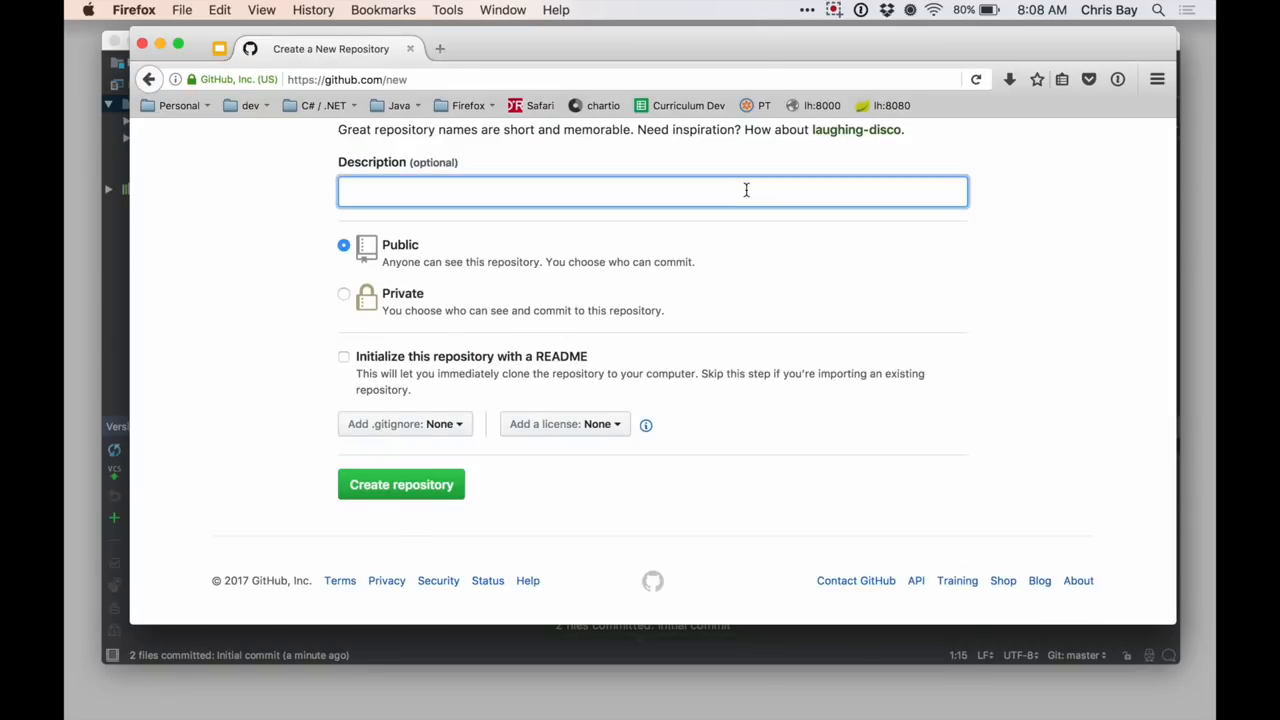 Firefox File Edit View History Bookmarks Tools Window Help 80% 8:08 AM Chris Bay
Create a New Repository
GitHub, Inc. (US) https://github.com/new
Personal dev C# / .NET Java Firefox Safari chartio Curriculum Dev PT lh:8000 lh:8080
Great repository names are short and memorable. Need inspiration? How about laughing-disco.
Description (optional)
Public
Anyone can see this repository. You choose who can commit.
Private
You choose who can see and commit to this repository.
Initialize this repository with a README
This will let you immediately clone the repository to your computer. Skip this step if you're importing an existing
repository.
Add .gitignore: None Add a license: None
Versi
VCS
Create repository
© 2017 GitHub, Inc. Terms Privacy Security Status Help Contact GitHub API Training Shop Blog About
2 files committed: Initial commit
2 files committed: Initial commit (a minute ago) 1:15 LF UTF-8 Git: master